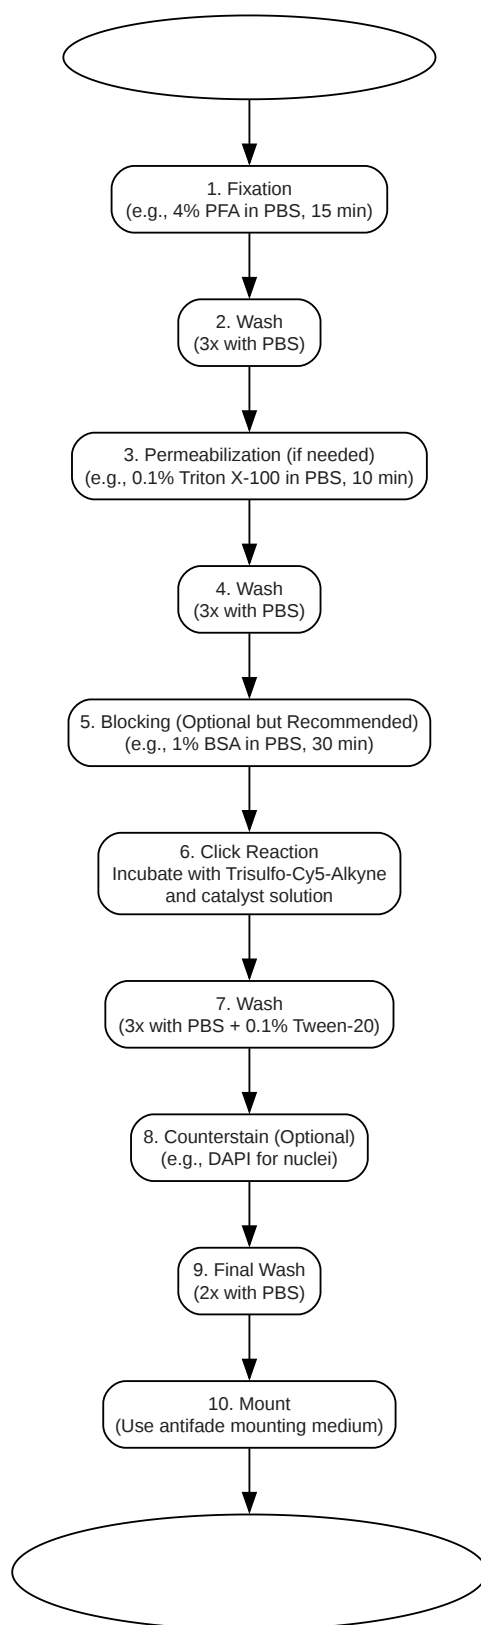 1. Fixation
(e.g., 4% PFA in PBS, 15 min)
2. Wash
(3x with PBS)
3. Permeabilization (if needed)
(e.g., 0.1% Triton X-100 in PBS, 10 min)
4. Wash
(3x with PBS)
5. Blocking (Optional but Recommended)
(e.g., 1% BSA in PBS, 30 min)
6. Click Reaction
Incubate with Trisulfo-Cy5-Alkyne
and catalyst solution
7. Wash
(3x with PBS + 0.1% Tween-20)
8. Counterstain (Optional)
(e.g., DAPI for nuclei)
9. Final Wash
(2x with PBS)
10. Mount
(Use antifade mounting medium)